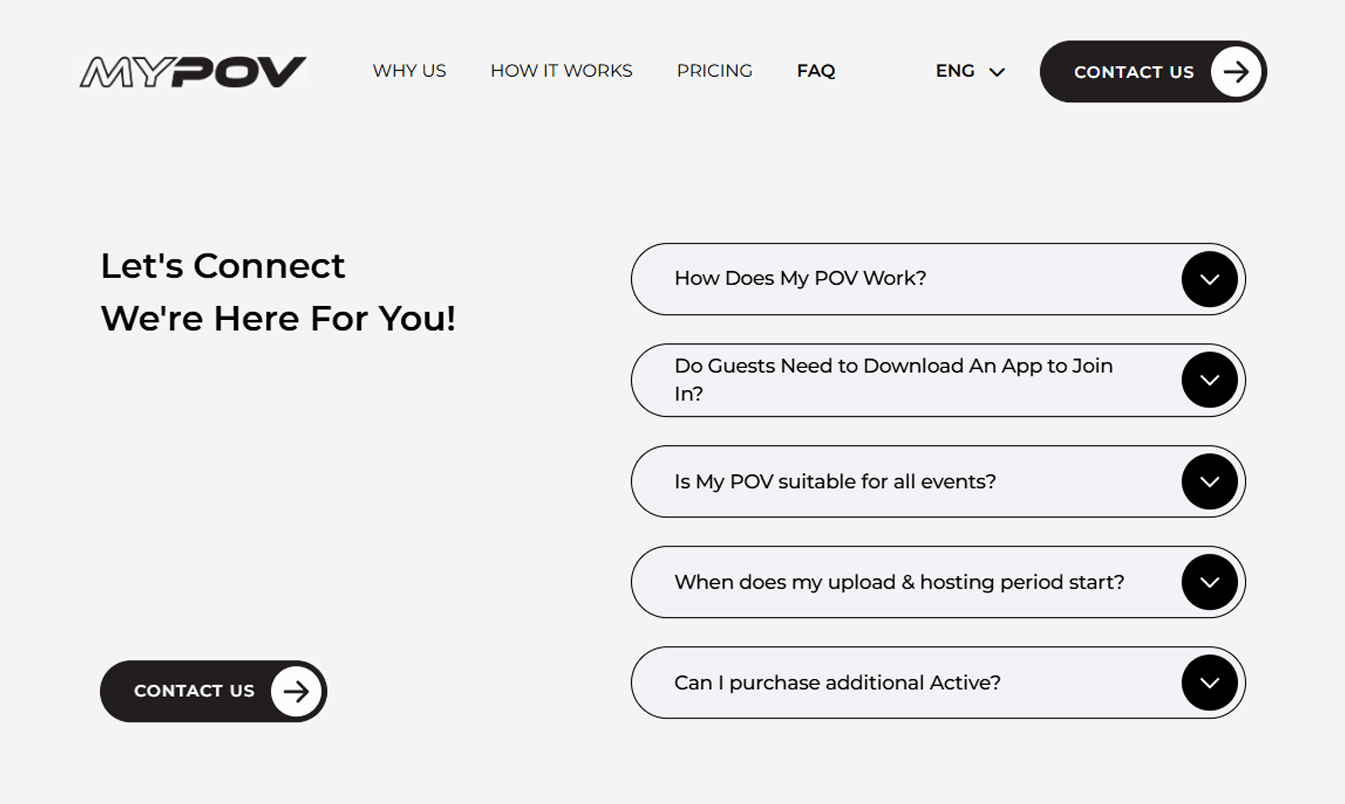 MYPOV
WHY US
HOW IT WORKS
PRICING
FAQ
ENG
CONTACT US
Let's Connect
We're Here For You!
How Does My POV Work?
Do Guests Need to Download An App to Join
In?
Is My POV suitable for all events?
When does my upload & hosting period start?
Can I purchase additional Active?
CONTACT US